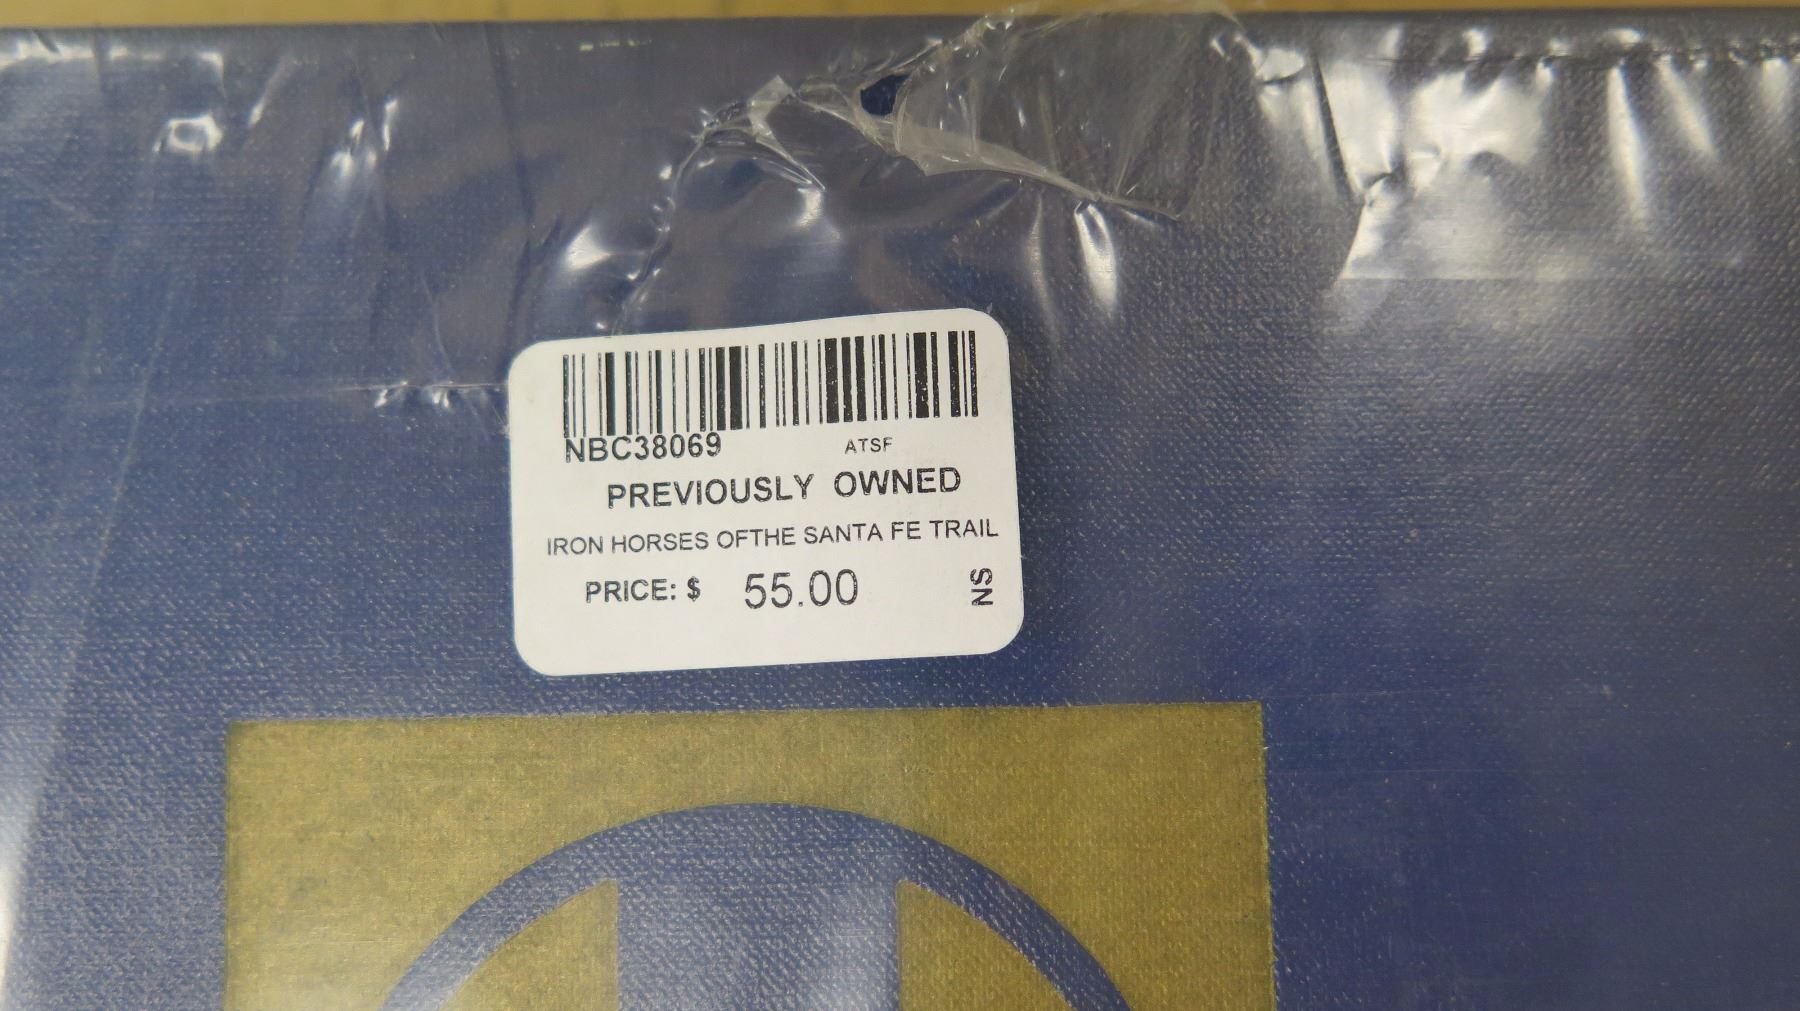 NBC38069 ATSF
PREVIOUSLY OWNED
IRON HORSES OFTHE SANTA FE TRAIL
PRICE: $ 55.00
NS